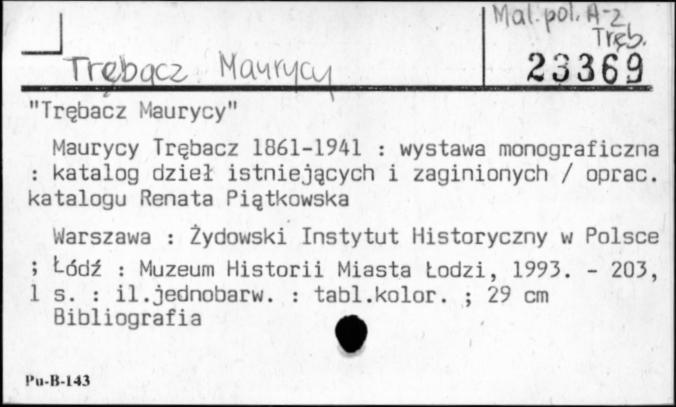 Mal. pol. A-z
Tręb.
Trębacz Maurycy
23369
"Trębacz Maurycy"
Maurycy Trębacz 1861-1941 : wystawa monograficzna
: katalog dzieł istniejących i zaginionych / oprac.
katalogu Renata Piątkowska
Warszawa : Żydowski Instytut Historyczny w Polsce
; Łódź : Muzeum Historii Miasta Łodzi, 1993. - 203,
1 s. : il.jednobarw. : tabl.kolor. ; 29 cm
Bibliografia
Pu-B-143